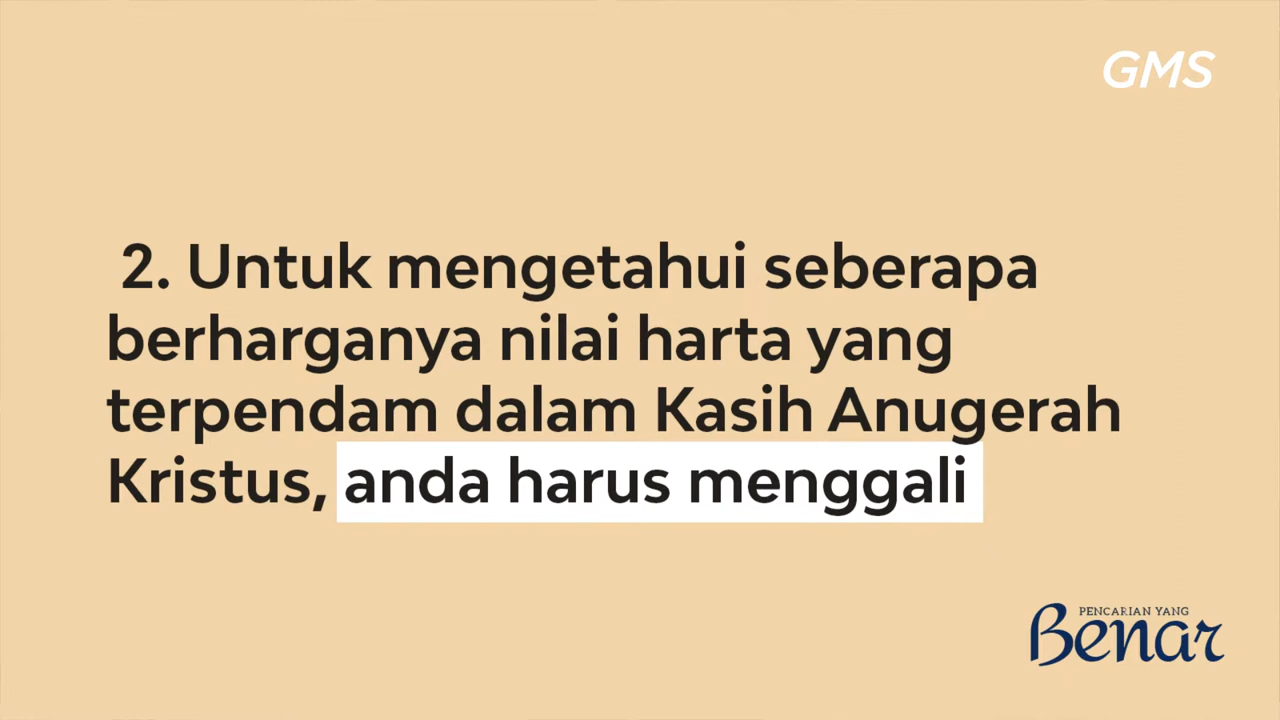 GMS
2. Untuk mengetahui seberapa
berharganya nilai harta yang
terpendam dalam Kasih Anugerah
Kristus, anda harus menggali
PENCARIAN YANG
Benar